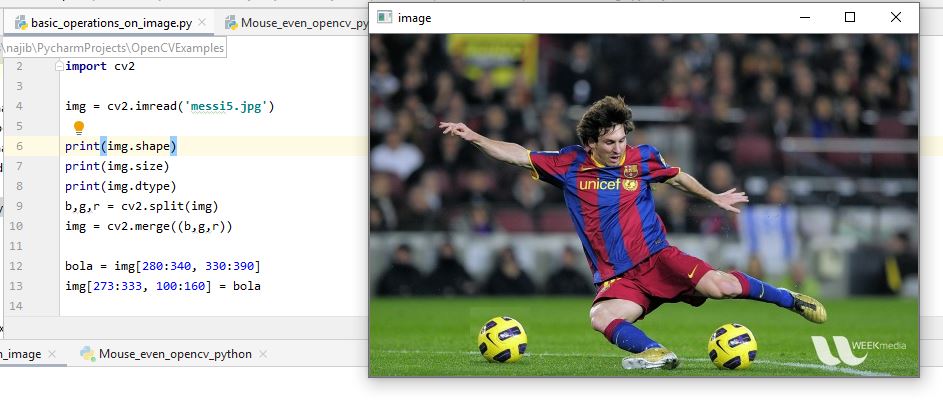 basic_operations_on_image.py
Mouse_even_opencv_py
\najib\PycharmProjects\OpenCVExamples
2 import cv2
3
4 img = cv2.imread('messi5.jpg')
5
6 print(img.shape)
7 print(img.size)
8 print(img.dtype)
9 b,g,r = cv2.split(img)
10 img = cv2.merge((b,g,r))
11
12 bola = img[280:340, 330:390]
13 img[273:333, 100:160] = bola
14
n_image
Mouse_even_opencv_python
image
unicef
WEEKmedia